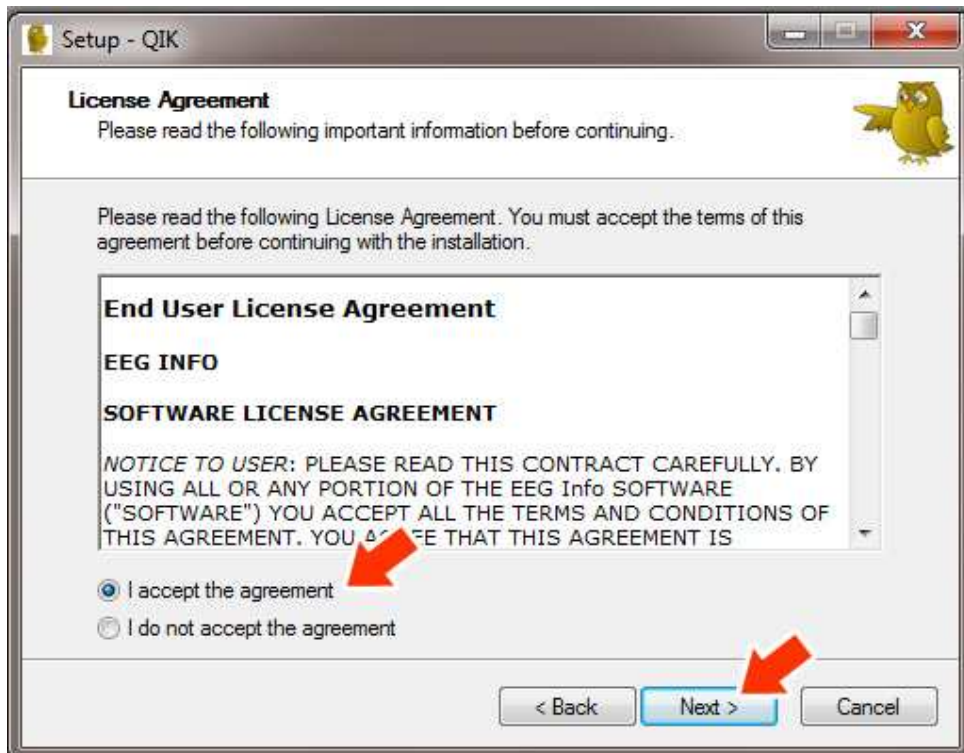 Setup - QIK
License Agreement
Please read the following important information before continuing.
Please read the following License Agreement. You must accept the terms of this
agreement before continuing with the installation.
End User License Agreement
EEG INFO
SOFTWARE LICENSE AGREEMENT
NOTICE TO USER: PLEASE READ THIS CONTRACT CAREFULLY. BY
USING ALL OR ANY PORTION OF THE EEG Info SOFTWARE
("SOFTWARE") YOU ACCEPT ALL THE TERMS AND CONDITIONS OF
THIS AGREEMENT. YOU AGREE THAT THIS AGREEMENT IS
I accept the agreement
I do not accept the agreement
< Back Next > Cancel